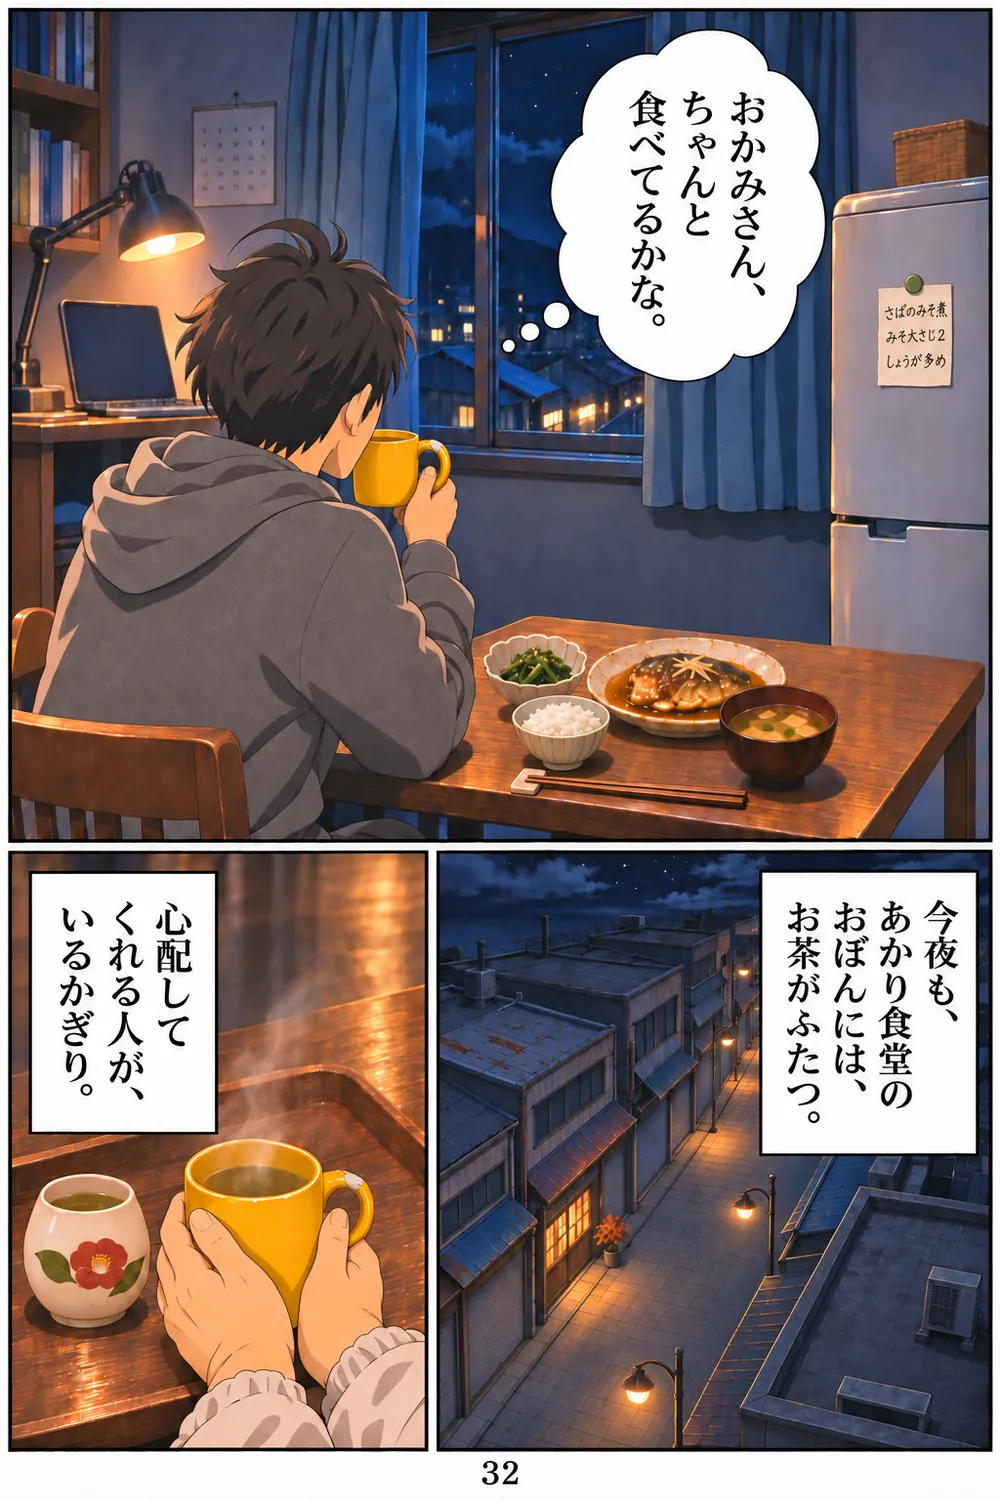 おかみさん、
ちゃんと
食べてるかな。
さばのみそ煮
みそ大さじ2
しょうが多め
今夜も、
あかり食堂の
おぼんには、
お茶がふたつ。
心配して
くれる人が、
いるかぎり。
32